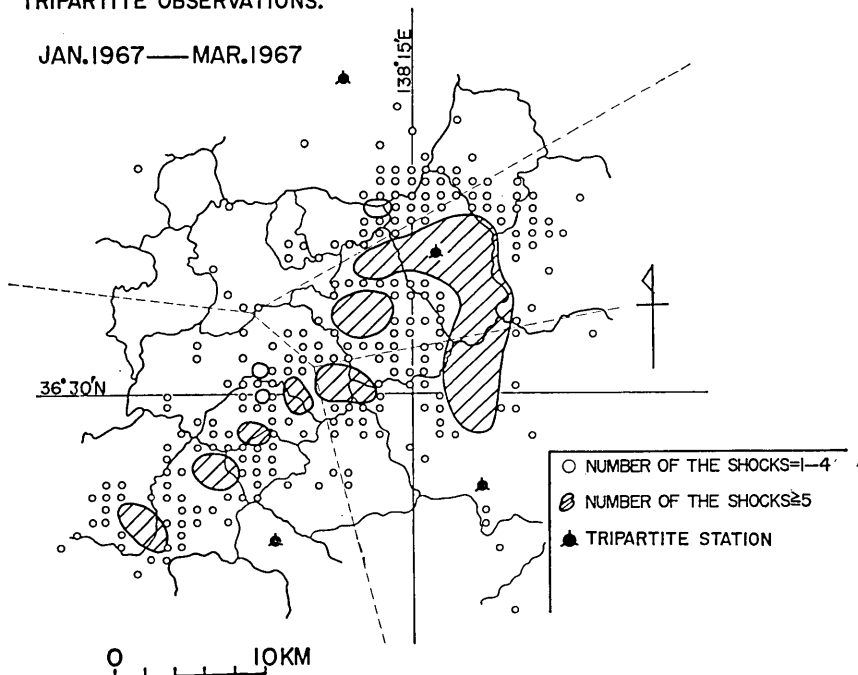 TRIPARTITE OBSERVATIONS.
JAN.1967—MAR.1967
138°15'E
36°30'N
NUMBER OF THE SHOCKS=1-4
NUMBER OF THE SHOCKS≧5
TRIPARTITE STATION
0 10KM